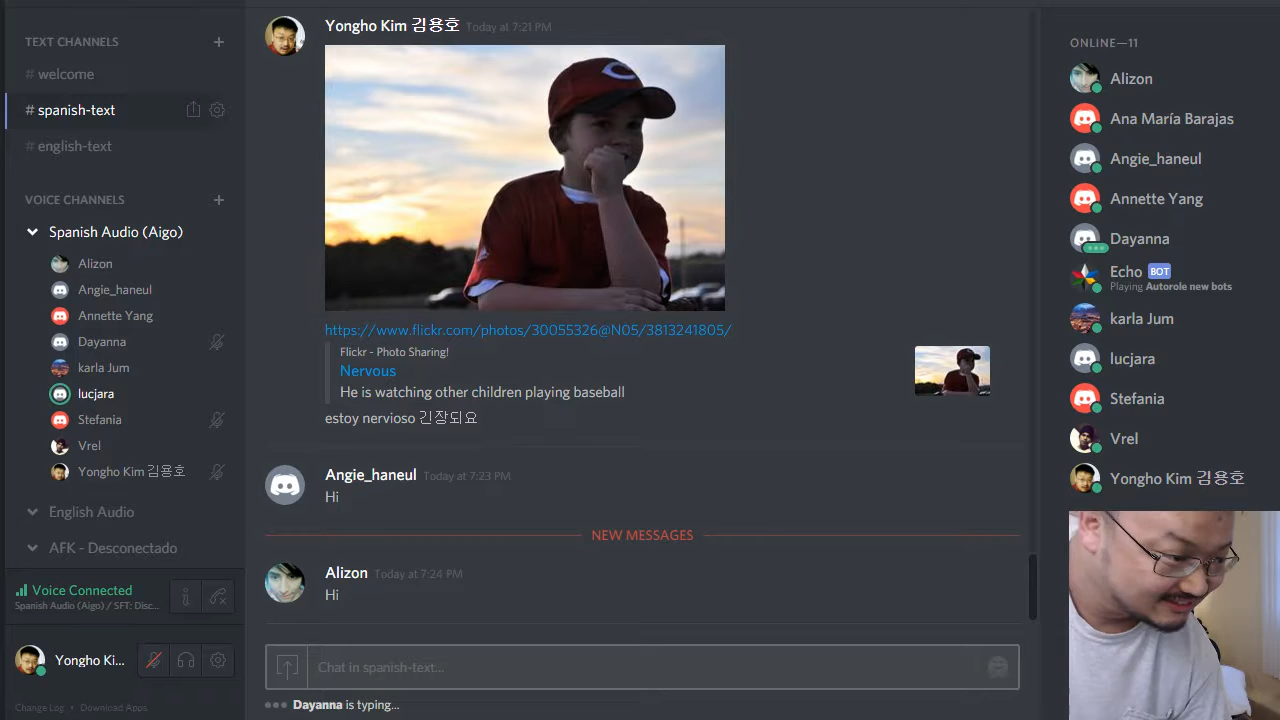 TEXT CHANNELS
# welcome
# spanish-text
# english-text
VOICE CHANNELS
Spanish Audio (Aigo)
Alizon
Angie_haneul
Annette Yang
Dayanna
karla Jum
lucjara
Stefania
Vrel
Yongho Kim 김용호
English Audio
AFK - Desconectado
Voice Connected
Spanish Audio (Aigo) / SFT: Disc...
Yongho Ki...
Change Log • Download Apps
Yongho Kim 김용호 Today at 7:21 PM
C
https://www.flickr.com/photos/30055326@N05/3813241805/
Flickr - Photo Sharing!
Nervous
He is watching other children playing baseball
estoy nervioso 긴장되요
Angie_haneul Today at 7:23 PM
Hi
NEW MESSAGES
Alizon Today at 7:24 PM
Hi
Chat in spanish-text...
Dayanna is typing...
ONLINE—11
Alizon
Ana María Barajas
Angie_haneul
Annette Yang
Dayanna
Echo BOT
Playing Autorole new bots
karla Jum
lucjara
Stefania
Vrel
Yongho Kim 김용호